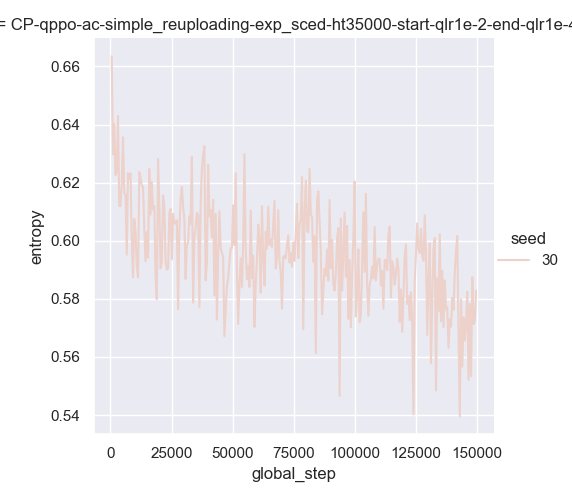 = CP-qppo-ac-simple_reuploading-exp_sced-ht35000-start-qlr1e-2-end-qlr1e-4
0.66
0.64
0.62
0.60
0.58
0.56
0.54
entropy
0 25000 50000 75000 100000 125000 150000
global_step
seed
30